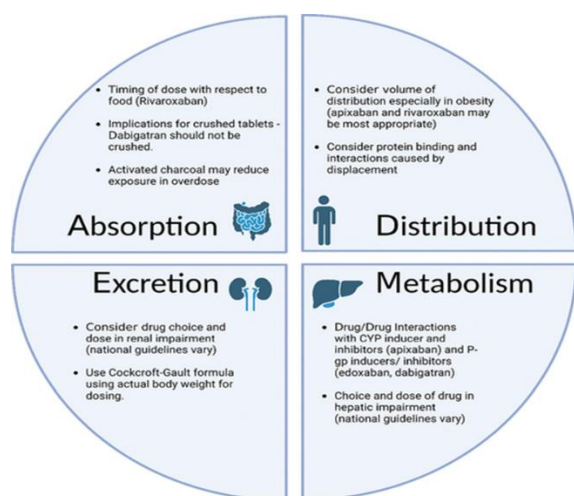 • Timing of dose with respect to
food (Rivaroxaban)
• Implications for crushed tablets -
Dabigatran should not be
crushed.
• Activated charcoal may reduce
exposure in overdose
Absorption
• Consider volume of
distribution especially in obesity
(apixaban and rivaroxaban may
be most appropriate)
• Consider protein binding and
interactions caused by
displacement
Distribution
Excretion
• Consider drug choice and
dose in renal impairment
(national guidelines vary)
• Use Cockcroft-Gault formula
using actual body weight for
dosing.
Metabolism
• Drug/Drug Interactions
with CYP inducer and
inhibitors (apixaban) and P-
gp inducers/ inhibitors
(edoxaban, dabigatran)
• Choice and dose of drug in
hepatic impairment
(national guidelines vary)